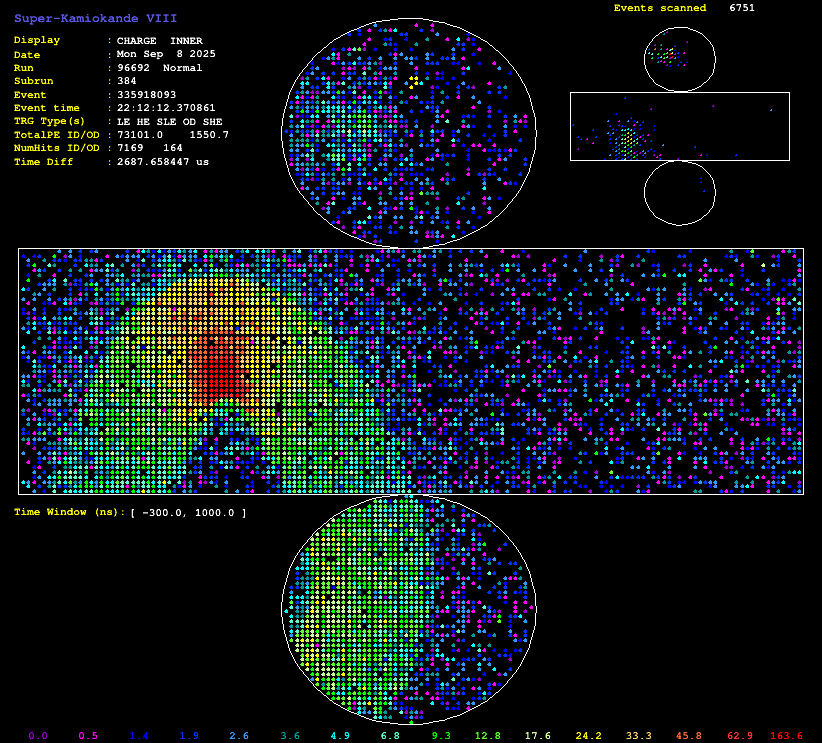 Super-Kamiokande VIII
Events scanned 6751
Display : CHARGE INNER
Date : Mon Sep 8 2025
Run : 96692 Normal
Subrun : 384
Event : 335918093
Event time : 22:12:12.370861
TRG Type(s) : LE HE SLE OD SHE
TotalPE ID/OD : 73101.0 1550.7
NumHits ID/OD : 7169 164
Time Diff : 2687.658447 us
Time Window (ns): [ -300.0, 1000.0 ]
0.0 0.5 1.4 1.9 2.6 3.6 4.9 6.8 9.3 12.8 17.6 24.2 33.3 45.8 62.9 163.6